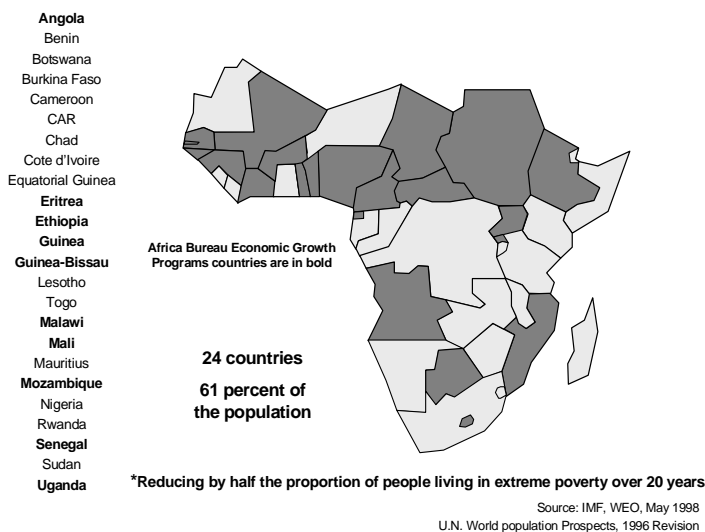 Angola
Benin
Botswana
Burkina Faso
Cameroon
CAR
Chad
Cote d'Ivoire
Equatorial Guinea
Eritrea
Ethiopia
Guinea
Guinea-Bissau
Lesotho
Togo
Malawi
Mali
Mauritius
Mozambique
Nigeria
Rwanda
Senegal
Sudan
Uganda
Africa Bureau Economic Growth
Programs countries are in bold
24 countries
61 percent of
the population
*Reducing by half the proportion of people living in extreme poverty over 20 years
Source: IMF, WEO, May 1998
U.N. World population Prospects, 1996 Revision